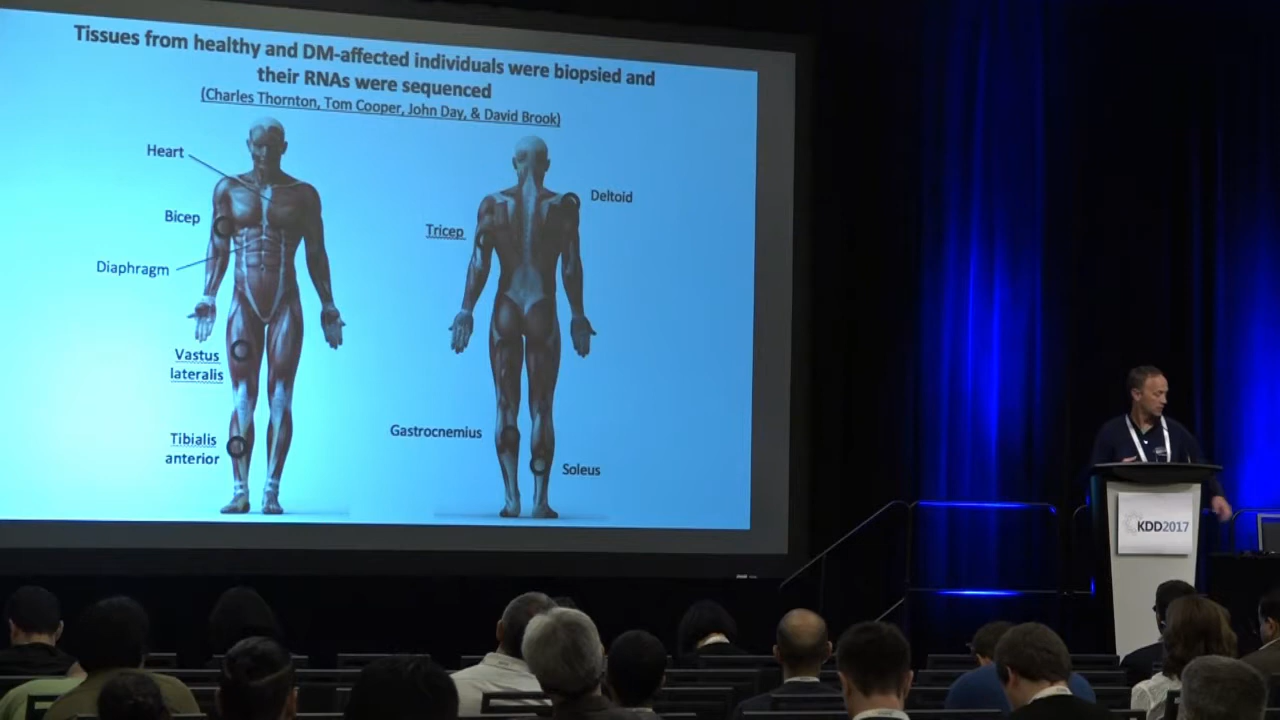 Tissues from healthy and DM-affected individuals were biopsied and
their RNAs were sequenced
(Charles Thornton, Tom Cooper, John Day, & David Brook)
Heart
Bicep
Diaphragm
Vastus
lateralis
Tibialis
anterior
Deltoid
Tricep
Gastrocnemius
Soleus
KDD2017